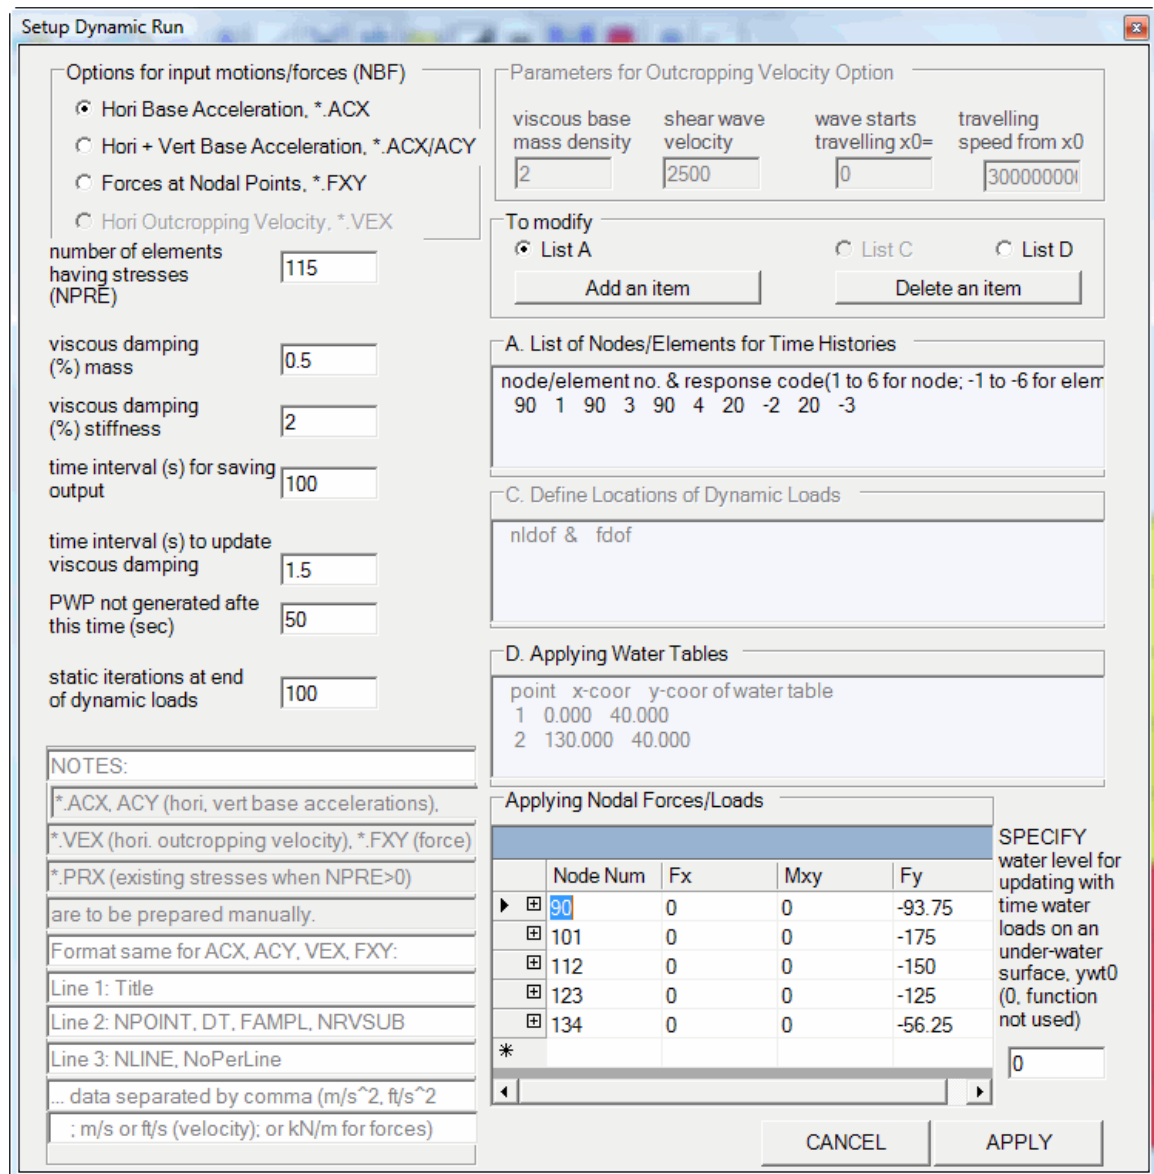 Setup Dynamic Run
Options for input motions/forces (NBF)
Hori Base Acceleration, *.ACX
Hori + Vert Base Acceleration, *.ACX/ACY
Forces at Nodal Points, *.FXY
Hori Outcropping Velocity, *.VEX
number of elements
having stresses
(NPRE)
115
viscous damping
(%) mass
0.5
viscous damping
(%) stiffness
2
time interval (s) for saving
output
100
time interval (s) to update
viscous damping
1.5
PWP not generated afte
this time (sec)
50
static iterations at end
of dynamic loads
100
NOTES:
*.ACX, ACY (hori, vert base accelerations),
*.VEX (hori. outcropping velocity), *.FXY (force)
*.PRX (existing stresses when NPRE>0)
are to be prepared manually.
Format same for ACX, ACY, VEX, FXY:
Line 1: Title
Line 2: NPOINT, DT, FAMPL, NRVSUB
Line 3: NLINE, NoPerLine
... data separated by comma (m/s^2, ft/s^2
; m/s or ft/s (velocity); or kN/m for forces)
Parameters for Outcropping Velocity Option
viscous base
mass density
2
shear wave
velocity
2500
wave starts
travelling x0=
0
travelling
speed from x0
30000000
To modify
List A
List C
List D
Add an item
Delete an item
A. List of Nodes/Elements for Time Histories
node/element no. & response code(1 to 6 for node; -1 to -6 for elem
90 1 90 3 90 4 20 -2 20 -3
C. Define Locations of Dynamic Loads
nldof & fdof
D. Applying Water Tables
point x-coor y-coor of water table
1 0.000 40.000
2 130.000 40.000
Applying Nodal Forces/Loads
Node Num Fx Mxy Fy
90 0 0 -93.75
101 0 0 -175
112 0 0 -150
123 0 0 -125
134 0 0 -56.25
SPECIFY
water level for
updating with
time water
loads on an
under-water
surface, ywt0
(0, function
not used)
0
CANCEL
APPLY